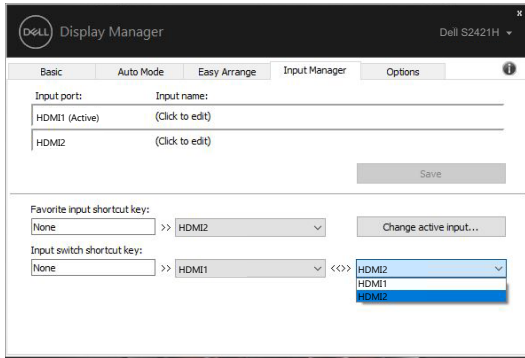 DELL Display Manager Dell S2421H
x
Basic Auto Mode Easy Arrange Input Manager Options i
Input port: Input name:
HDMI1 (Active) (Click to edit)
HDMI2 (Click to edit)
Save
Favorite input shortcut key:
None >> HDMI2 Change active input...
Input switch shortcut key:
None >> HDMI1 <<>> HDMI2
HDMI1
HDMI2